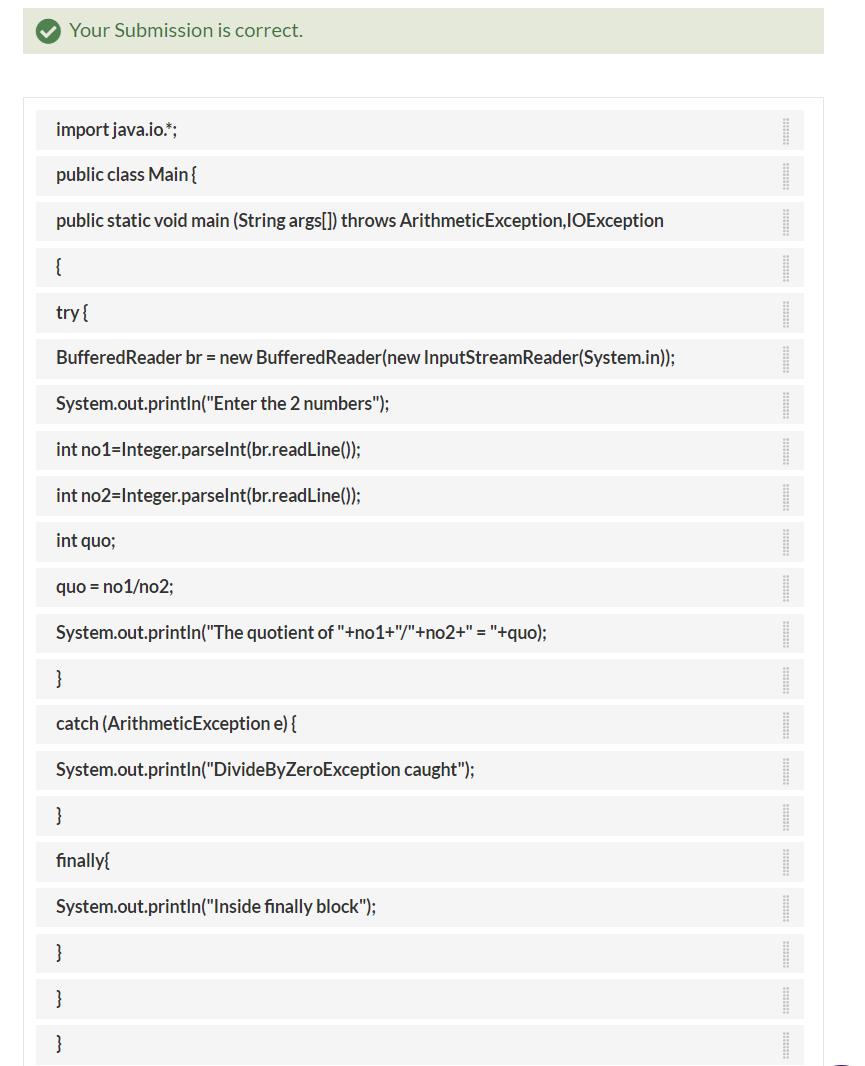 Your Submission is correct.
import java.io.*;
public class Main {
public static void main (String args[]) throws ArithmeticException,IOException
{
try {
BufferedReader br = new BufferedReader(new InputStreamReader(System.in));
System.out.println("Enter the 2 numbers");
int no1=Integer.parseInt(br.readLine());
int no2=Integer.parseInt(br.readLine());
int quo;
quo = no1/no2;
System.out.println("The quotient of "+no1+"/"+no2+" = "+quo);
}
catch (ArithmeticException e) {
System.out.println("DivideByZeroException caught");
}
finally{
System.out.println("Inside finally block");
}
}
}